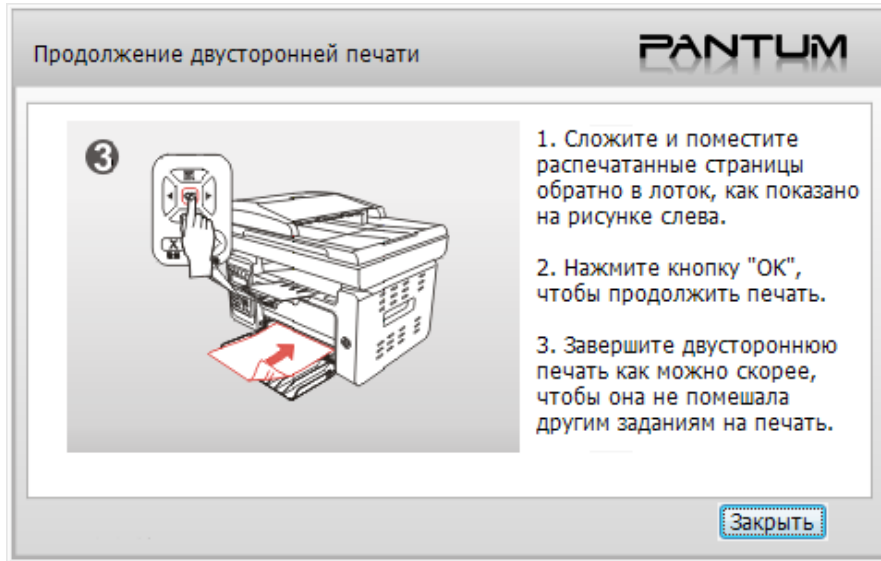 Продолжение двусторонней печати
PANTUM
3
1. Сложите и поместите
распечатанные страницы
обратно в лоток, как показано
на рисунке слева.
2. Нажмите кнопку "ОК",
чтобы продолжить печать.
3. Завершите двустороннюю
печать как можно скорее,
чтобы она не помешала
другим заданиям на печать.
Закрыть